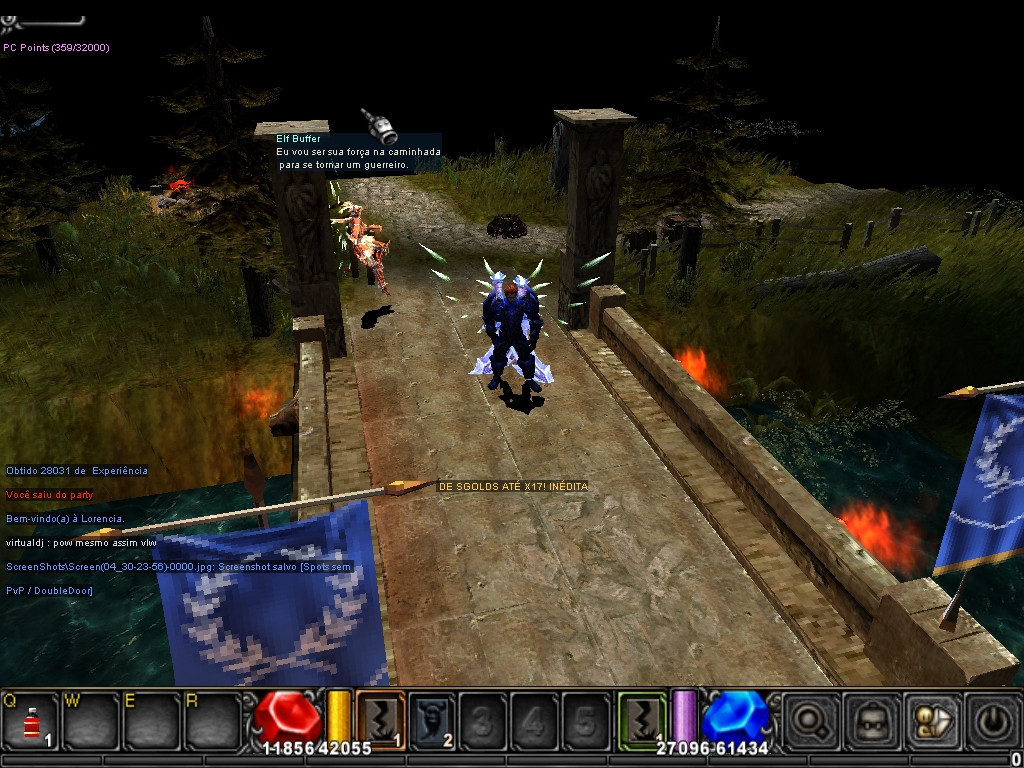 PC Points (359/32000)
Elf Buffer
Eu vou ser sua força na caminhada
para se tornar um guerreiro.
Obtido 28031 de Experiência
Você saiu do party
DE SGOLDS ATÉ X17! INÉDITA
Bem-vindo(a) à Lorencia.
virtualdj : pow mesmo assim vlw
ScreenShots\Screen(04_30-23-56)-0000.jpg: Screenshot salvo [Spots sem
PvP / DoubleDoor]
Q W E R
1 1 2 3 4 5 1
11856 42055 27096 61434
0